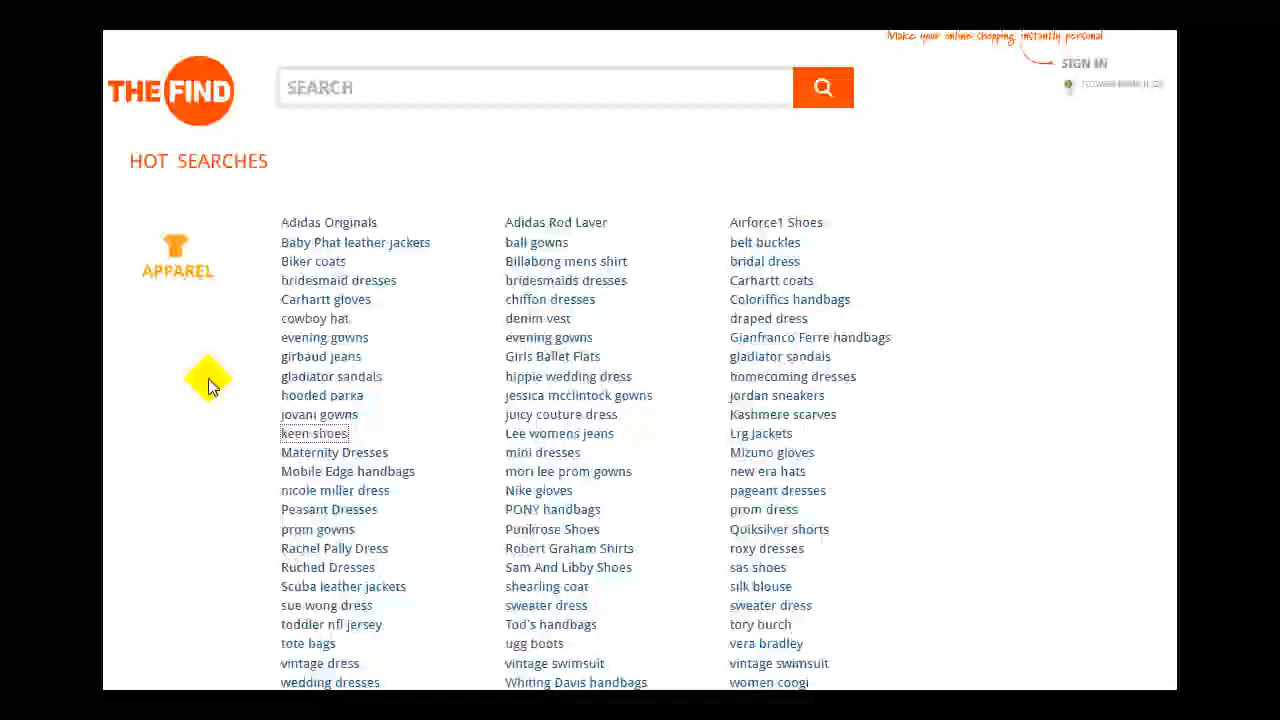 Make your online shopping instantly personal
SIGN IN
THE FIND
SEARCH
HOT SEARCHES
APPAREL
Adidas Originals Adidas Rod Laver Airforce1 Shoes
Baby Phat leather jackets ball gowns belt buckles
Biker coats Billabong mens shirt bridal dress
bridesmaid dresses bridesmaids dresses Carhartt coats
Carhartt gloves chiffon dresses Coloriffics handbags
cowboy hat denim vest draped dress
evening gowns evening gowns Gianfranco Ferre handbags
girbaud jeans Girls Ballet Flats gladiator sandals
gladiator sandals hippie wedding dress homecoming dresses
hooded parka jessica mcclintock gowns jordan sneakers
jovani gowns juicy couture dress Kashmere scarves
keen shoes Lee womens jeans Lrg Jackets
Maternity Dresses mini dresses Mizuno gloves
Mobile Edge handbags mori lee prom gowns new era hats
nicole miller dress Nike gloves pageant dresses
Peasant Dresses PONY handbags prom dress
prom gowns Punkrose Shoes Quiksilver shorts
Rachel Pally Dress Robert Graham Shirts roxy dresses
Ruched Dresses Sam And Libby Shoes sas shoes
Scuba leather jackets shearling coat silk blouse
sue wong dress sweater dress sweater dress
toddler nfl jersey Tod's handbags tory burch
tote bags ugg boots vera bradley
vintage dress vintage swimsuit vintage swimsuit
wedding dresses Whiting Davis handbags women coogi